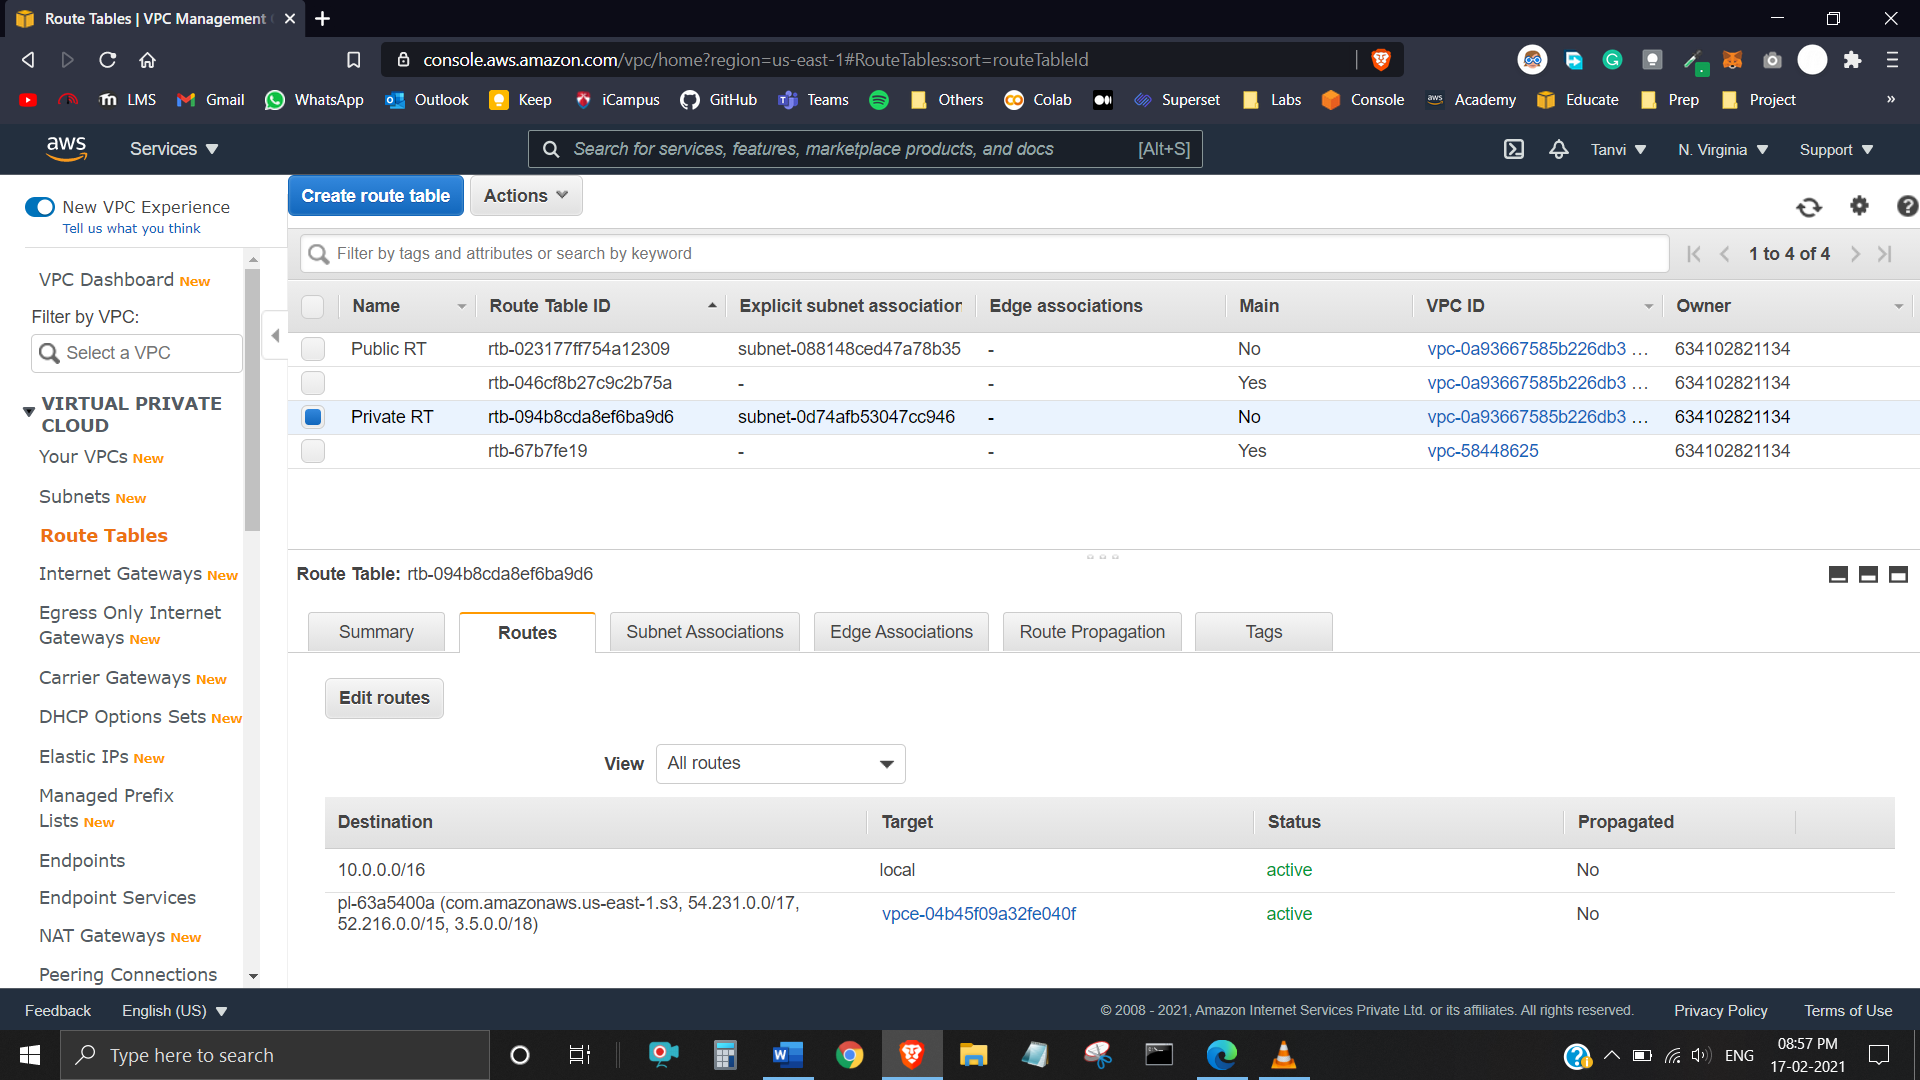 Route Tables | VPC Management
console.aws.amazon.com/vpc/home?region=us-east-1#RouteTables:sort=routeTableId
LMS Gmail WhatsApp Outlook Keep iCampus GitHub Teams Others Colab Superset Labs Console Academy Educate Prep Project »
aws Services Search for services, features, marketplace products, and docs [Alt+S] Tanvi N. Virginia Support
New VPC Experience
Tell us what you think
VPC Dashboard New
Filter by VPC:
Select a VPC
VIRTUAL PRIVATE
CLOUD
Your VPCs New
Subnets New
Route Tables
Internet Gateways New
Egress Only Internet
Gateways New
Carrier Gateways New
DHCP Options Sets New
Elastic IPs New
Managed Prefix
Lists New
Endpoints
Endpoint Services
NAT Gateways New
Peering Connections
Create route table Actions
Filter by tags and attributes or search by keyword 1 to 4 of 4
Name Route Table ID Explicit subnet association Edge associations Main VPC ID Owner
Public RT rtb-023177ff754a12309 subnet-088148ced47a78b35 - No vpc-0a93667585b226db3 ... 634102821134
rtb-046cf8b27c9c2b75a - - Yes vpc-0a93667585b226db3 ... 634102821134
Private RT rtb-094b8cda8ef6ba9d6 subnet-0d74afb53047cc946 - No vpc-0a93667585b226db3 ... 634102821134
rtb-67b7fe19 - - Yes vpc-58448625 634102821134
Route Table: rtb-094b8cda8ef6ba9d6
Summary Routes Subnet Associations Edge Associations Route Propagation Tags
Edit routes
View All routes
Destination Target Status Propagated
10.0.0.0/16 local active No
pl-63a5400a (com.amazonaws.us-east-1.s3, 54.231.0.0/17,
52.216.0.0/15, 3.5.0.0/18) vpce-04b45f09a32fe040f active No
Feedback English (US) © 2008 - 2021, Amazon Internet Services Private Ltd. or its affiliates. All rights reserved. Privacy Policy Terms of Use
Type here to search ENG 08:57 PM
17-02-2021